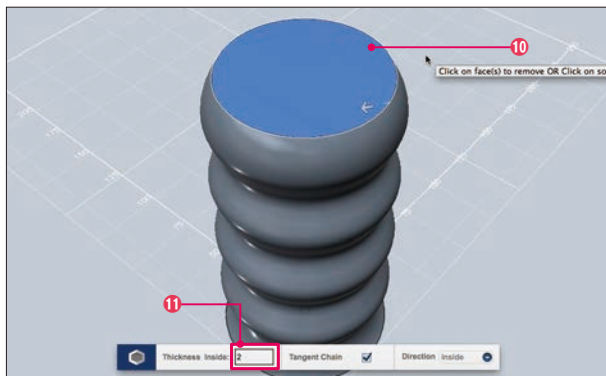 10
Click on face(s) to remove OR Click on so
11
Thickness Inside: 2 Tangent Chain Direction Inside